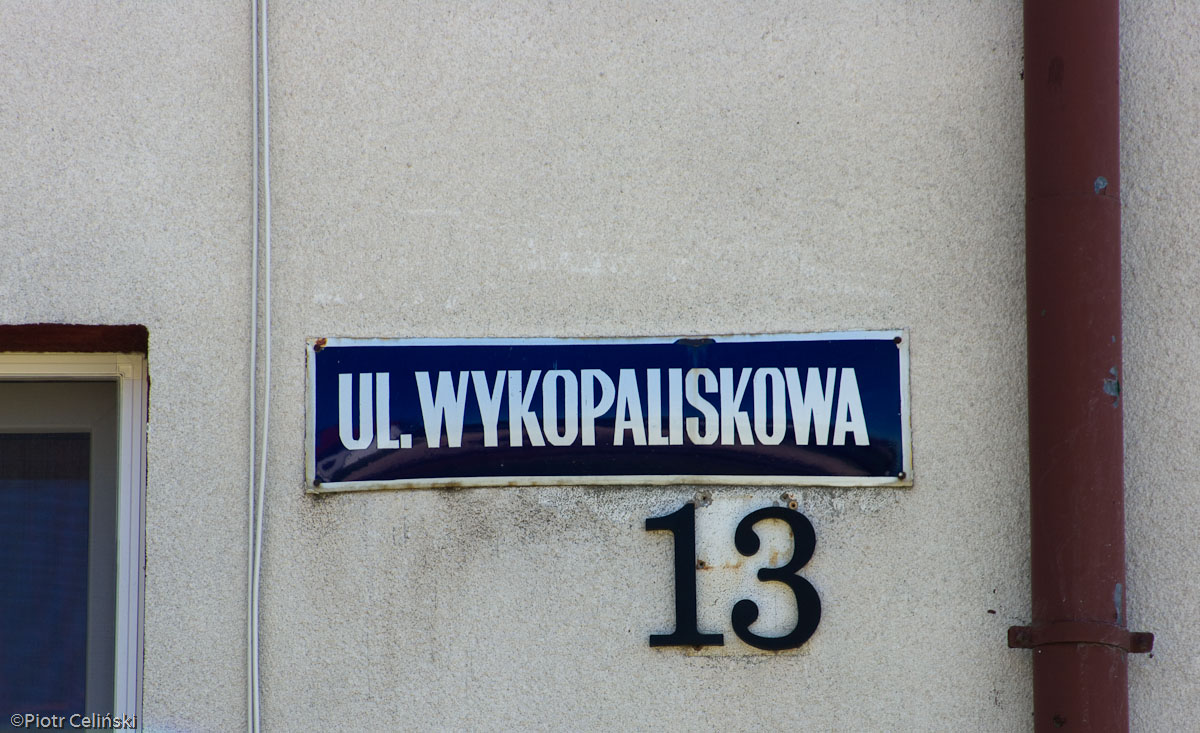 UL. WYKOPALISKOWA
13
©Piotr Celiński